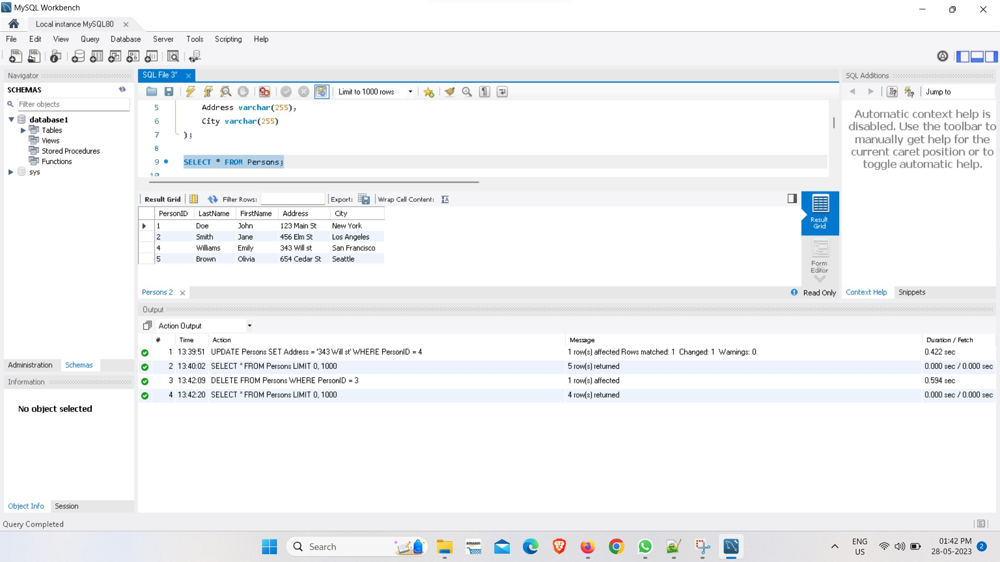 MySQL Workbench
Local instance MySQL80
File Edit View Query Database Server Tools Scripting Help
Navigator
SCHEMAS
Filter objects
database1
Tables
Views
Stored Procedures
Functions
sys
Administration Schemas
Information
No object selected
Object Info Session
Query Completed
SQL File 3*
Limit to 1000 rows
5 Address varchar(255),
6 City varchar(255)
7 );
8
9 SELECT * FROM Persons;
10
Result Grid Filter Rows: Export: Wrap Cell Content:
PersonID LastName FirstName Address City
1 Doe John 123 Main St New York
2 Smith Jane 456 Elm St Los Angeles
4 Williams Emily 343 Will st San Francisco
5 Brown Olivia 654 Cedar St Seattle
Result
Grid
Form
Editor
Persons 2
Read Only
SQL Additions
Jump to
Automatic context help is
disabled. Use the toolbar to
manually get help for the
current caret position or to
toggle automatic help.
Context Help Snippets
Output
Action Output
# Time Action Message Duration / Fetch
1 13:39:51 UPDATE Persons SET Address = '343 Will st' WHERE PersonID = 4 1 row(s) affected Rows matched: 1 Changed: 1 Warnings: 0 0.422 sec
2 13:40:02 SELECT * FROM Persons LIMIT 0, 1000 5 row(s) returned 0.000 sec / 0.000 sec
3 13:42:09 DELETE FROM Persons WHERE PersonID = 3 1 row(s) affected 0.594 sec
4 13:42:20 SELECT * FROM Persons LIMIT 0, 1000 4 row(s) returned 0.000 sec / 0.000 sec
Search
amazon
ENG
US
01:42 PM
28-05-2023
2